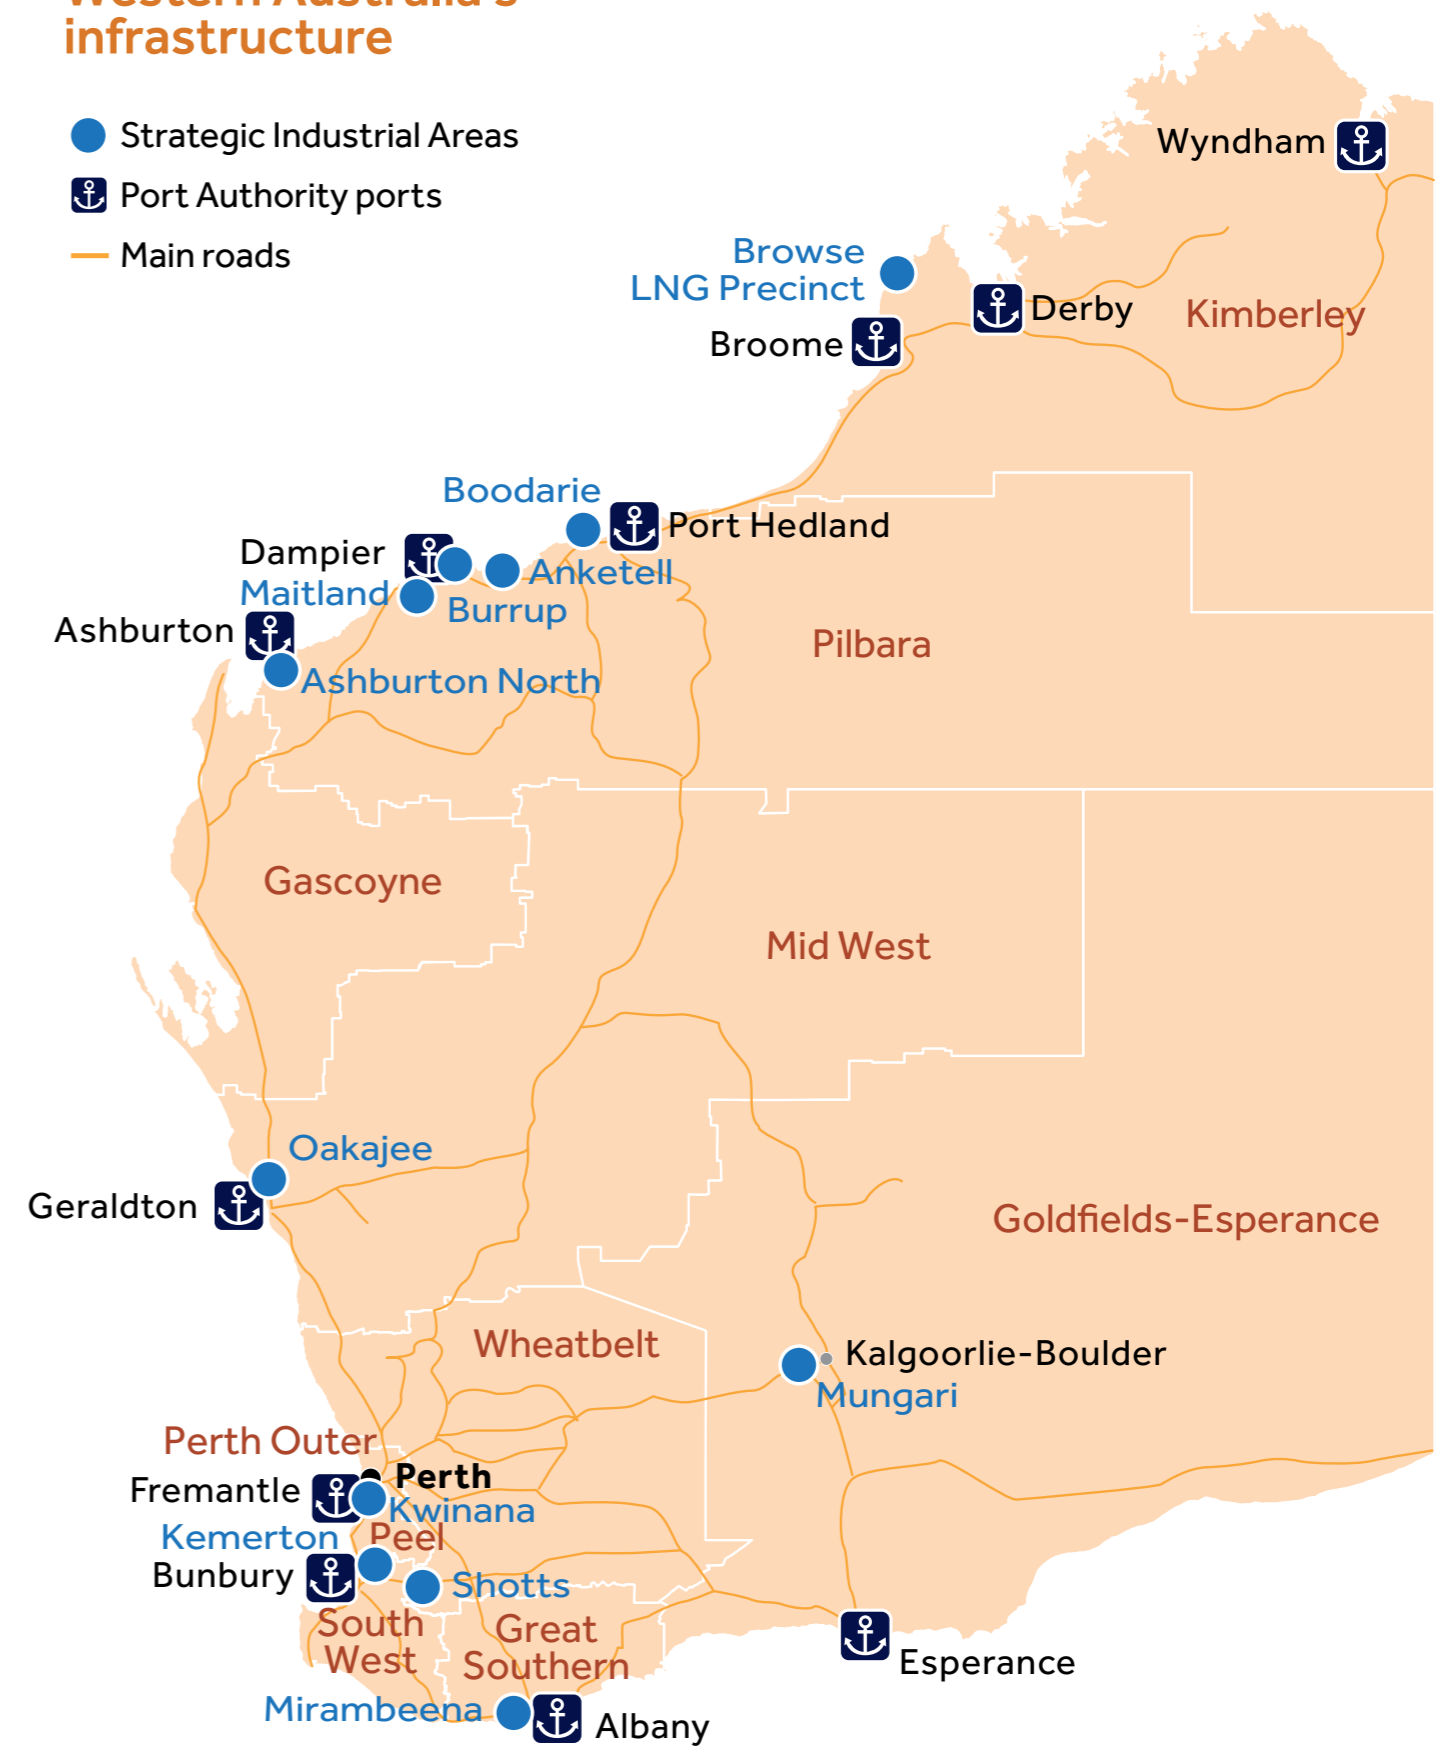 Western Australia's
infrastructure
Strategic Industrial Areas
Port Authority ports
Main roads
Wyndham
Browse
LNG Precinct
Derby
Kimberley
Broome
Boodarie
Port Hedland
Dampier
Anketell
Maitland
Burrup
Ashburton
Pilbara
Ashburton North
Gascoyne
Mid West
Oakajee
Geraldton
Goldfields-Esperance
Wheatbelt
Kalgoorlie-Boulder
Mungari
Perth Outer
Perth
Fremantle
Kwinana
Kemerton
Peel
Bunbury
Shotts
South
West
Great
Southern
Esperance
Mirambeena
Albany